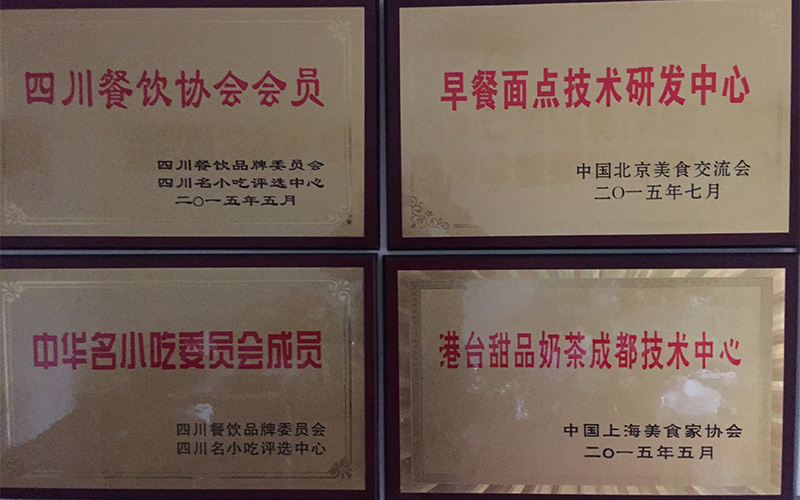 四川餐饮协会会员
四川餐饮品牌委员会
四川名小吃评选中心
二〇一五年五月
早餐面点技术研发中心
中国北京美食交流会
二〇一五年七月
中华名小吃委员会成员
四川餐饮品牌委员会
四川名小吃评选中心
港台甜品奶茶成都技术中心
中国上海美食家协会
二〇一五年五月